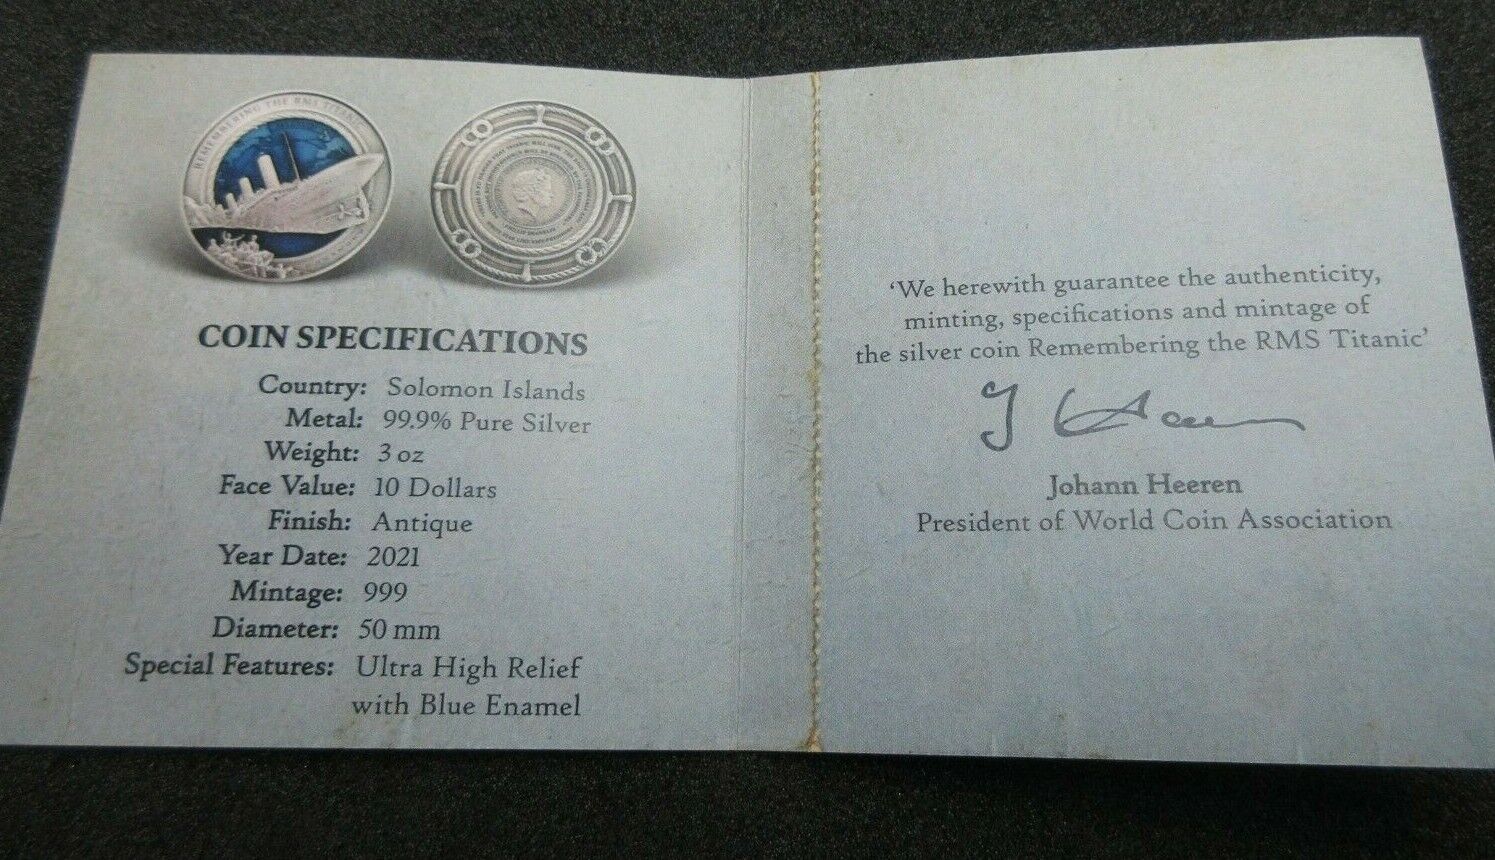 REMEMBERING THE RMS TITANIC
COIN SPECIFICATIONS
Country: Solomon Islands
Metal: 99.9% Pure Silver
Weight: 3 oz
Face Value: 10 Dollars
Finish: Antique
Year Date: 2021
Mintage: 999
Diameter: 50 mm
Special Features: Ultra High Relief
with Blue Enamel
‘We herewith guarantee the authenticity,
minting, specifications and mintage of
the silver coin Remembering the RMS Titanic’
J Heeren
Johann Heeren
President of World Coin Association